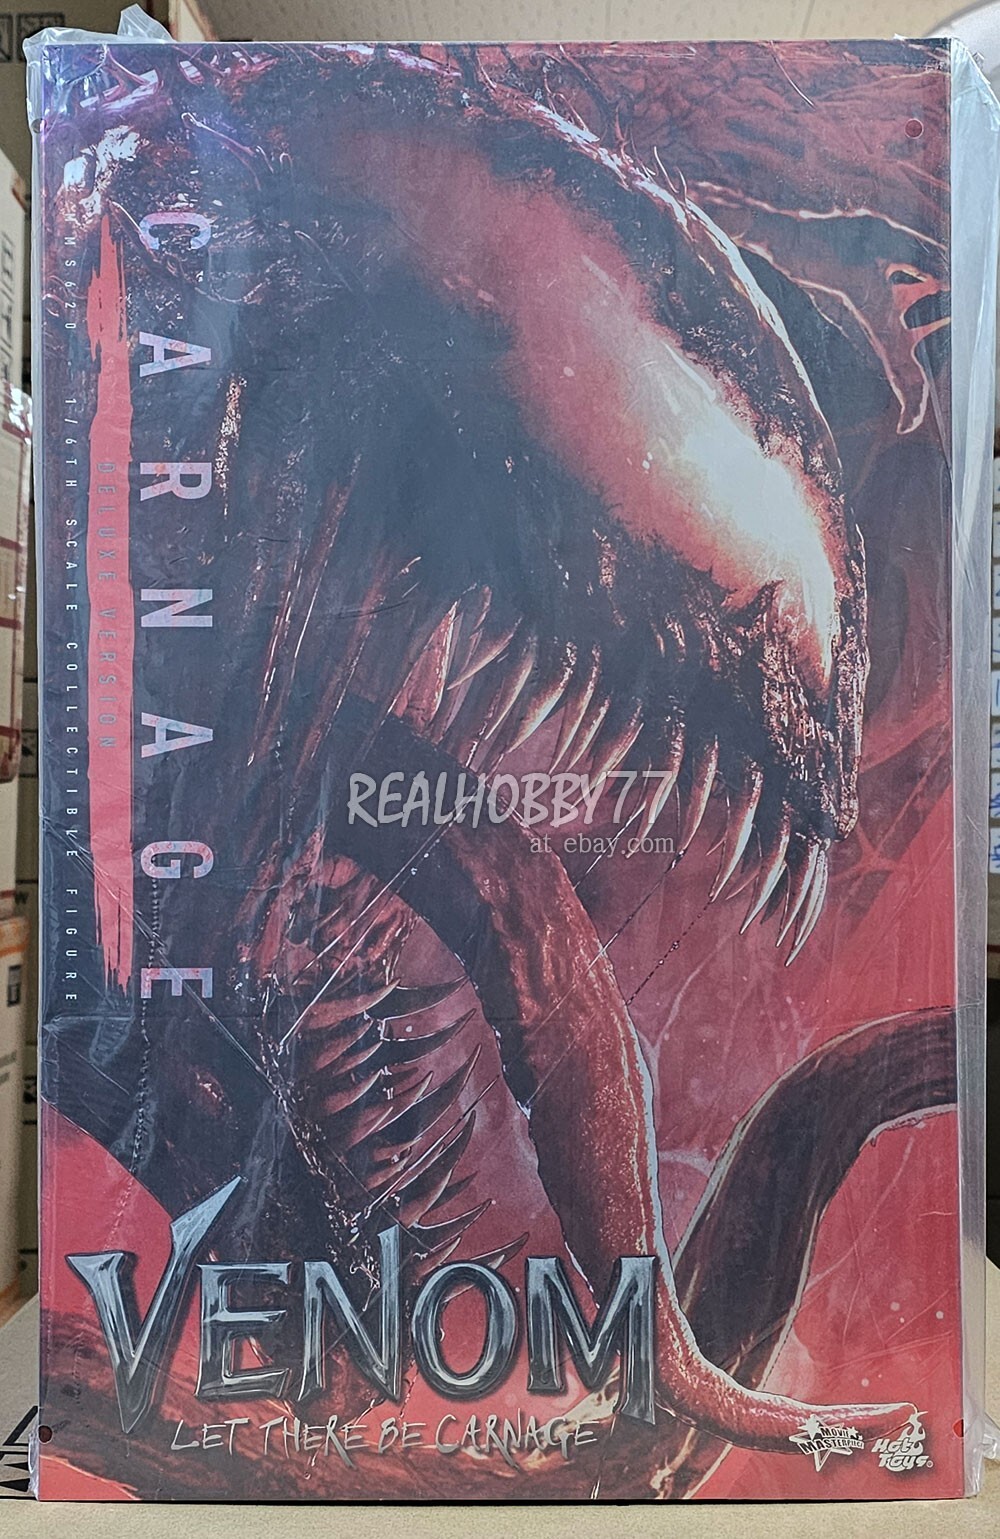 CARNAGE
DELUXE VERSION
MMS620 1/6TH SCALE COLLECTIBLE FIGURE
REALHOBBY77
at ebay.com
VENOM
LET THERE BE CARNAGE
MOVIE
MASTERPIECE
Hot
Toys